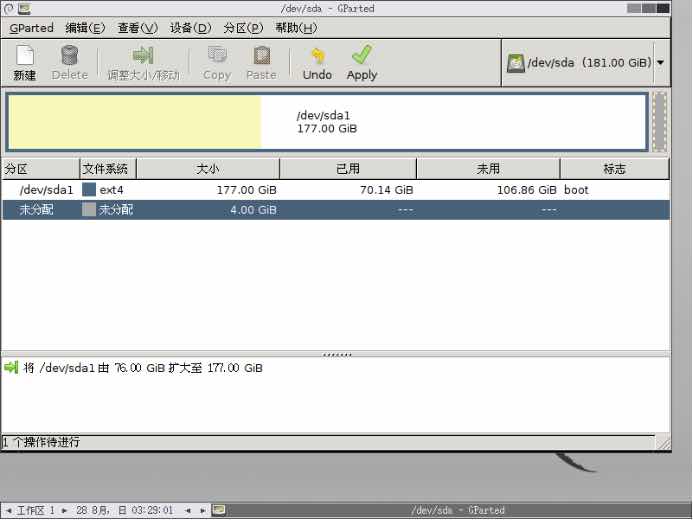 /dev/sda - GParted
GParted 编辑(E) 查看(V) 设备(D) 分区(P) 帮助(H)
新建 Delete 调整大小/移动 Copy Paste Undo Apply /dev/sda (181.00 GiB)
/dev/sda1
177.00 GiB
分区 文件系统 大小 已用 未用 标志
/dev/sda1 ext4 177.00 GiB 70.14 GiB 106.86 GiB boot
未分配 未分配 4.00 GiB --- ---
将 /dev/sda1 由 76.00 GiB 扩大至 177.00 GiB
1 个操作待进行
工作区 1 28 8月, 日 03:29:01 /dev/sda - GParted